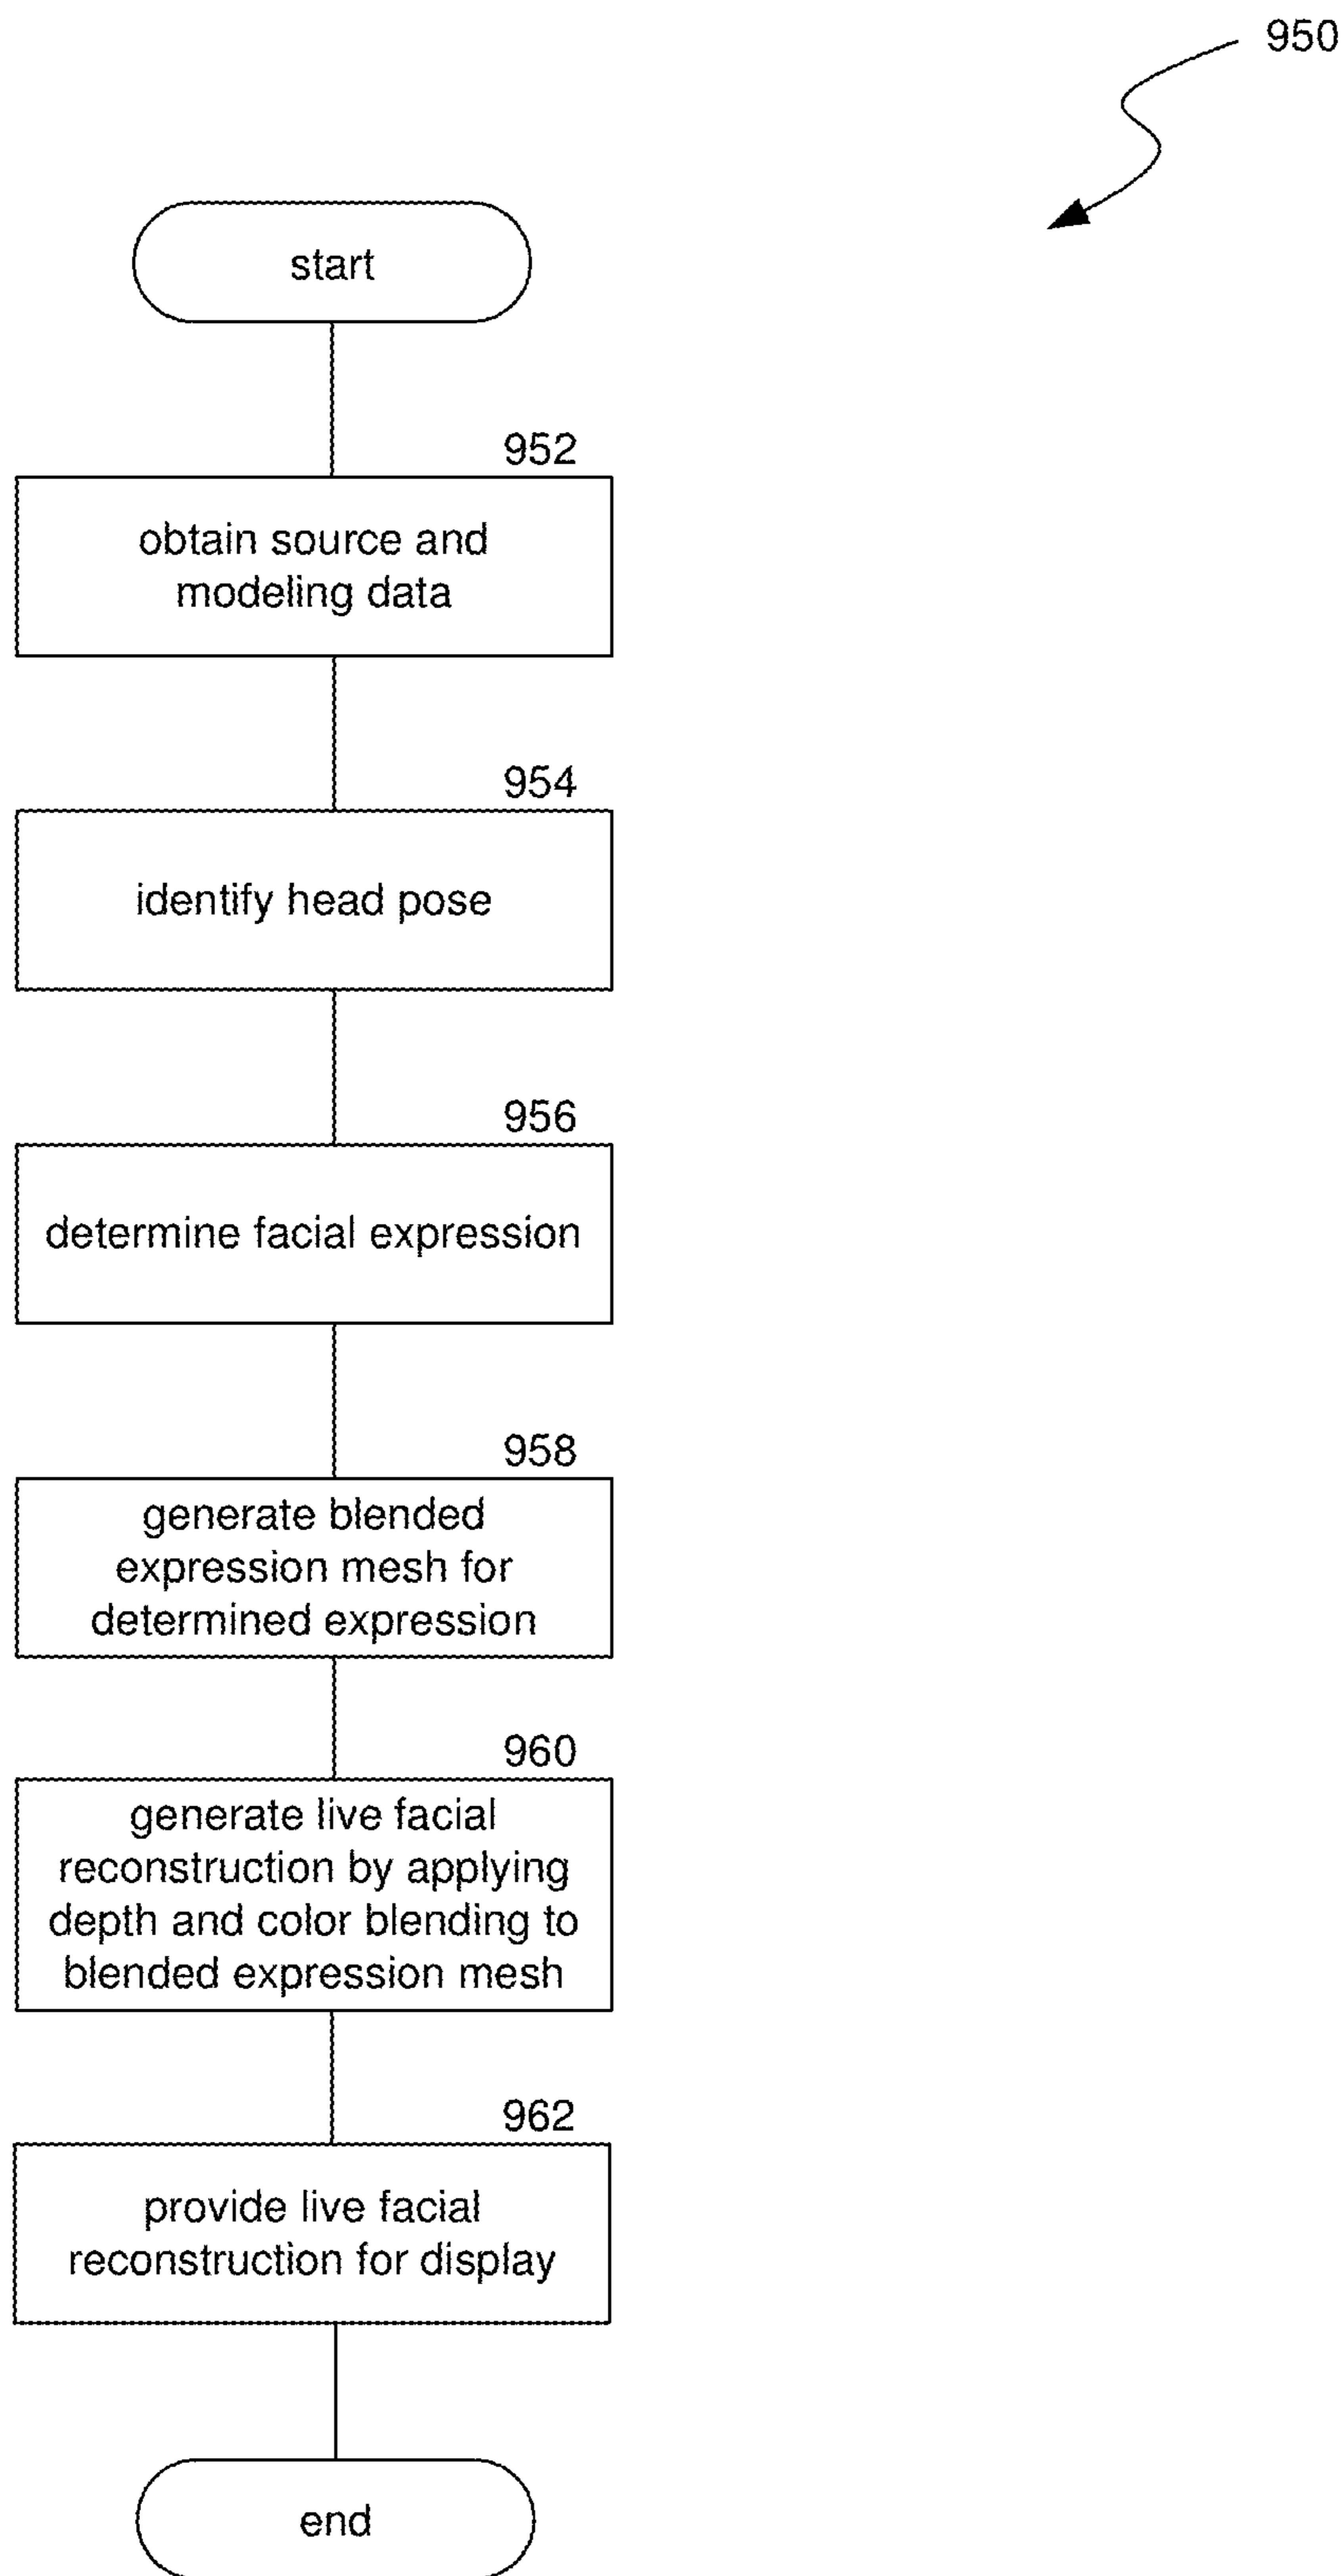 950
start
952
obtain source and
modeling data
954
identify head pose
956
determine facial expression
958
generate blended
expression mesh for
determined expression
960
generate live facial
reconstruction by applying
depth and color blending to
blended expression mesh
962
provide live facial
reconstruction for display
end